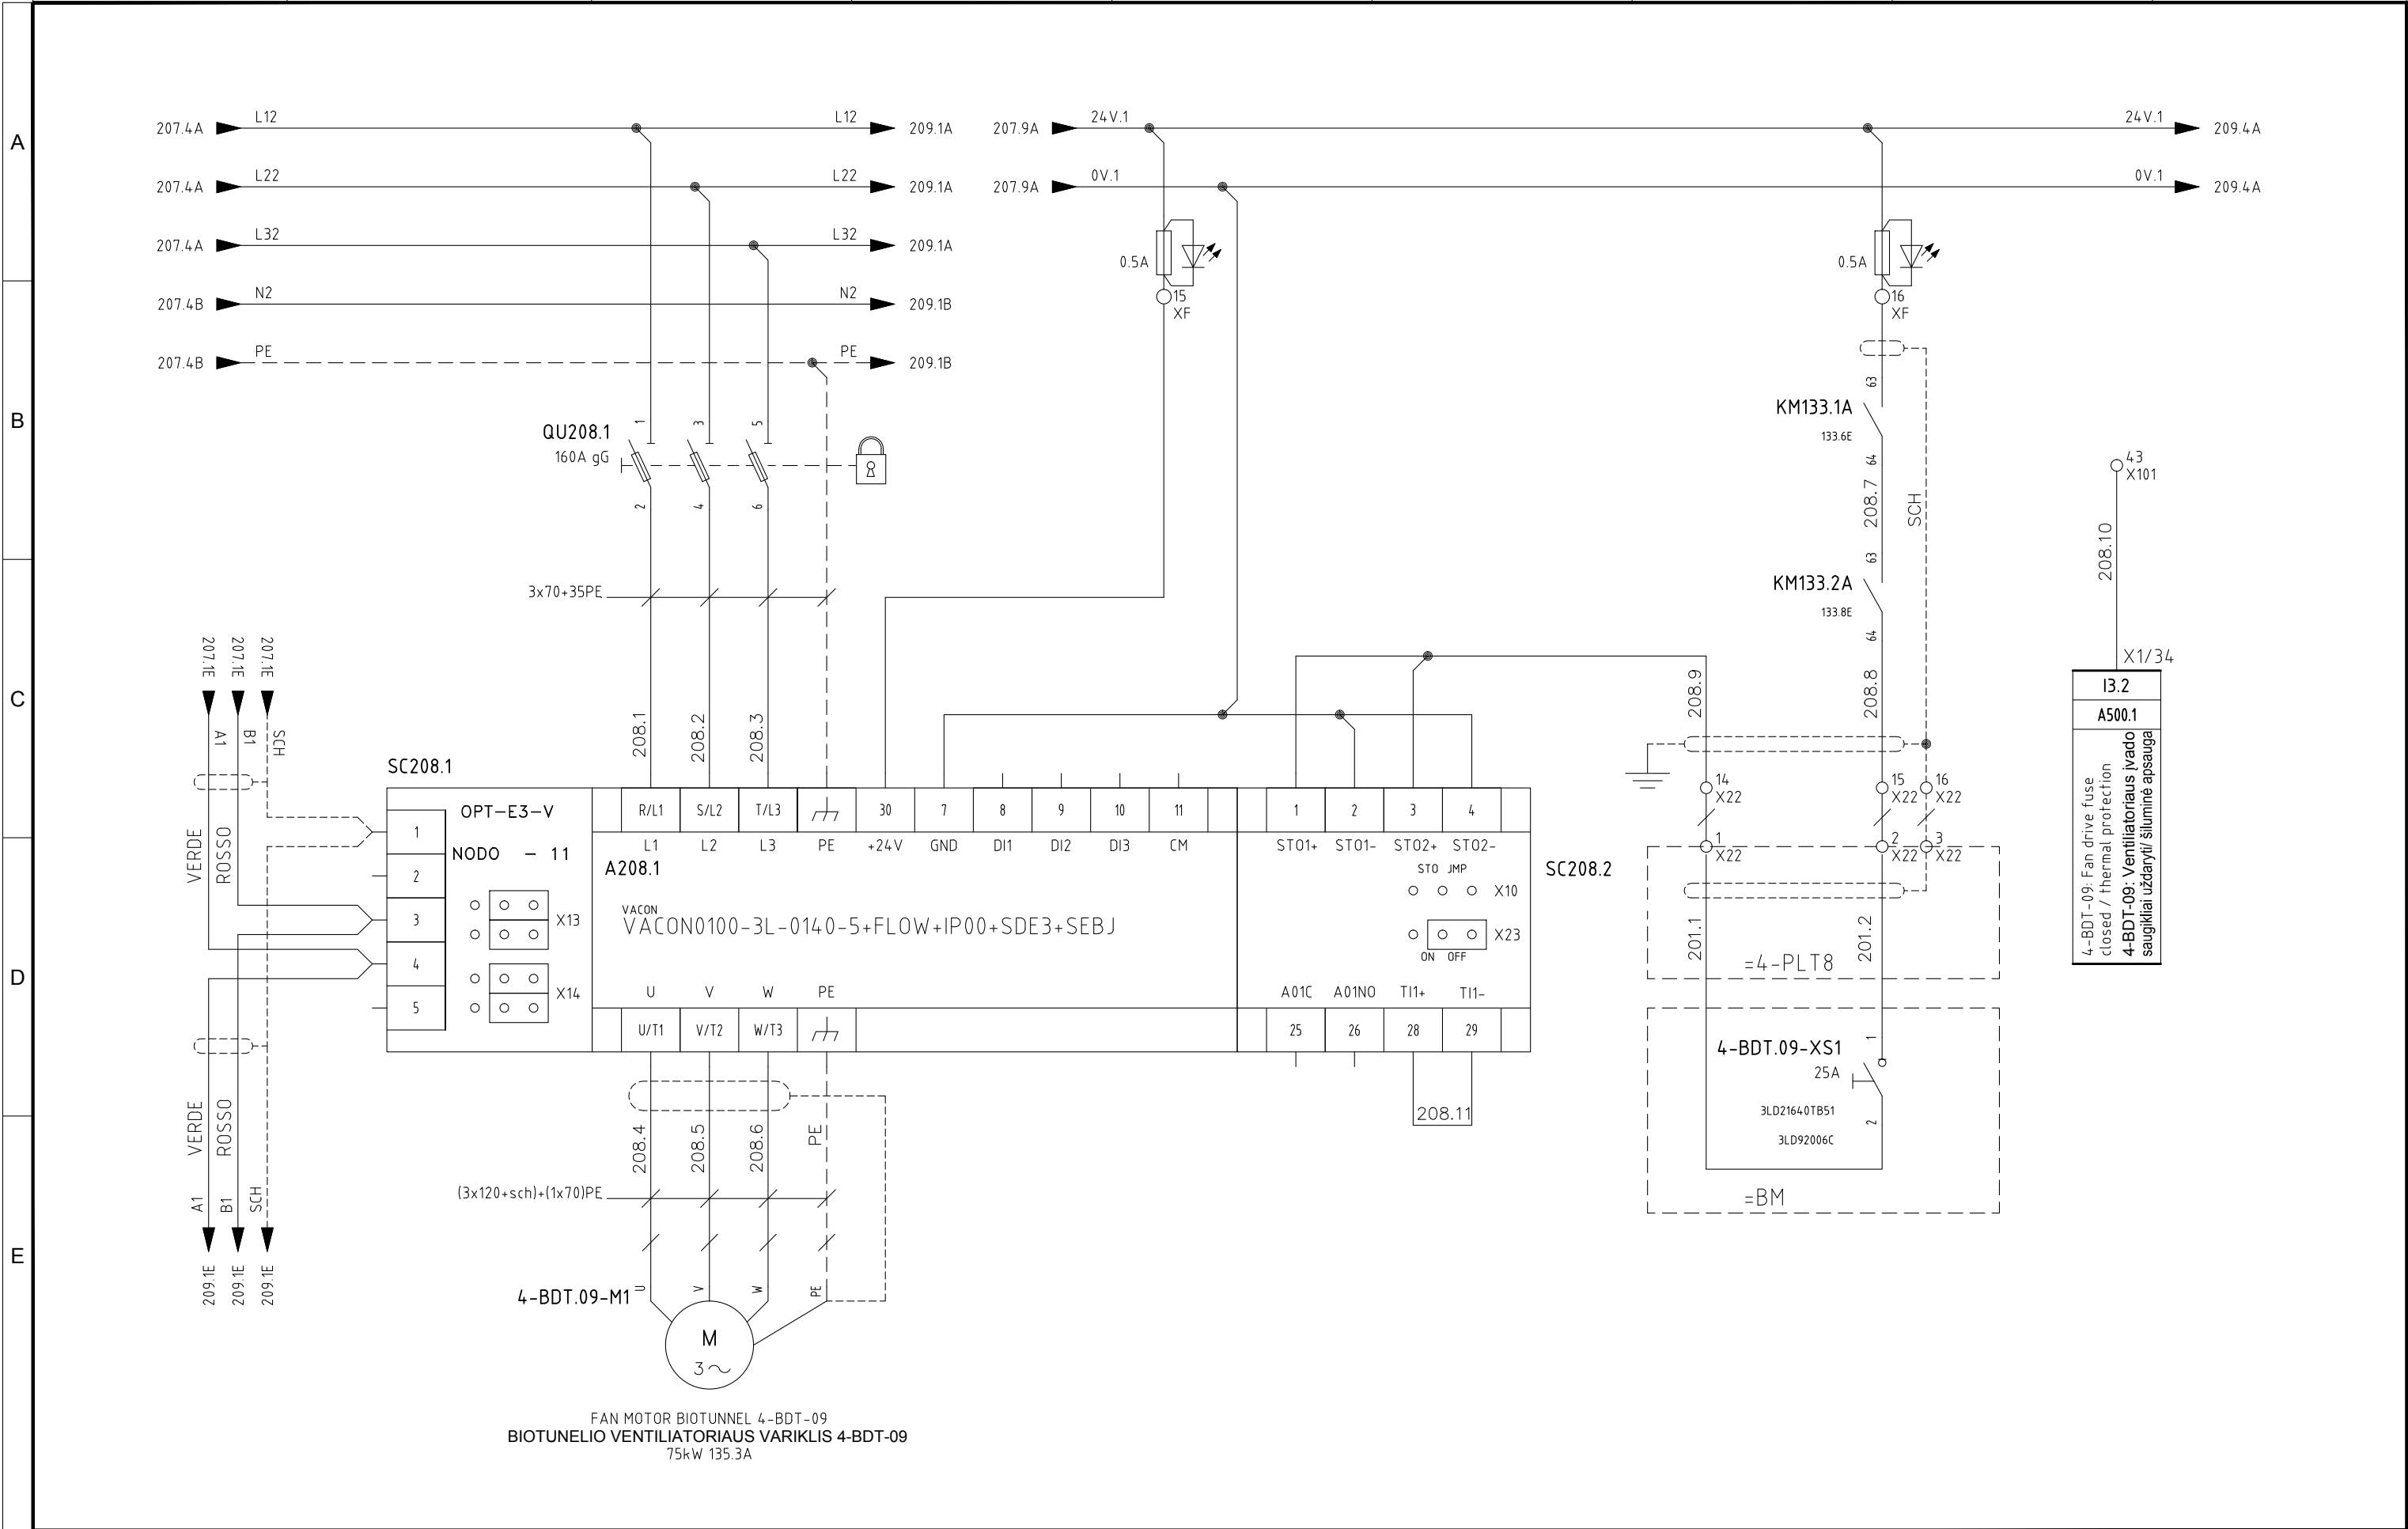 A
B
C
D
E
207.4A L12 L12 209.1A
207.4A L22 L22 209.1A
207.4A L32 L32 209.1A
207.4B N2 N2 209.1B
207.4B PE PE 209.1B
207.9A 24V.1 24V.1 209.4A
207.9A 0V.1 0V.1 209.4A
0.5A
15
XF
0.5A
16
XF
QU208.1
160A gG
1 3 5
2 4 6
3x70+35PE
63
KM133.1A
133.6E
64
208.7
SCH
63
KM133.2A
133.8E
64
208.8
208.9
43
X101
208.10
X1/34
I3.2
A500.1
4-BDT-09: Fan drive fuse
closed / thermal protection
4-BDT-09: Ventiliatoriaus įvado
saugikliai uždaryti/ šiluminė apsauga
207.1E 207.1E 207.1E
A1 B1 SCH
VERDE ROSSO
208.1 208.2 208.3
SC208.1
OPT-E3-V
NODO - 11
1
2
3
4
5
X13
X14
R/L1 S/L2 T/L3 30 7 8 9 10 11 1 2 3 4
L1 L2 L3 PE +24V GND DI1 DI2 DI3 CM STO1+ STO1- STO2+ STO2-
A208.1
VACON
VACON0100-3L-0140-5+FLOW+IP00+SDE3+SEBJ
STO JMP
X10
X23
ON OFF
SC208.2
U V W PE A01C A01NO TI1+ TI1-
U/T1 V/T2 W/T3 25 26 28 29
208.11
14
X22
15
X22
16
X22
1
X22
2
X22
3
X22
201.1 201.2
=4-PLT8
4-BDT.09-XS1
25A
1
3LD21640TB51
2
3LD92006C
=BM
VERDE ROSSO
A1 B1 SCH
209.1E 209.1E 209.1E
208.4 208.5 208.6 PE
(3x120+sch)+(1x70)PE
4-BDT.09-M1
U V W PE
M
3
FAN MOTOR BIOTUNNEL 4-BDT-09
BIOTUNELIO VENTILIATORIAUS VARIKLIS 4-BDT-09
75kW 135.3A